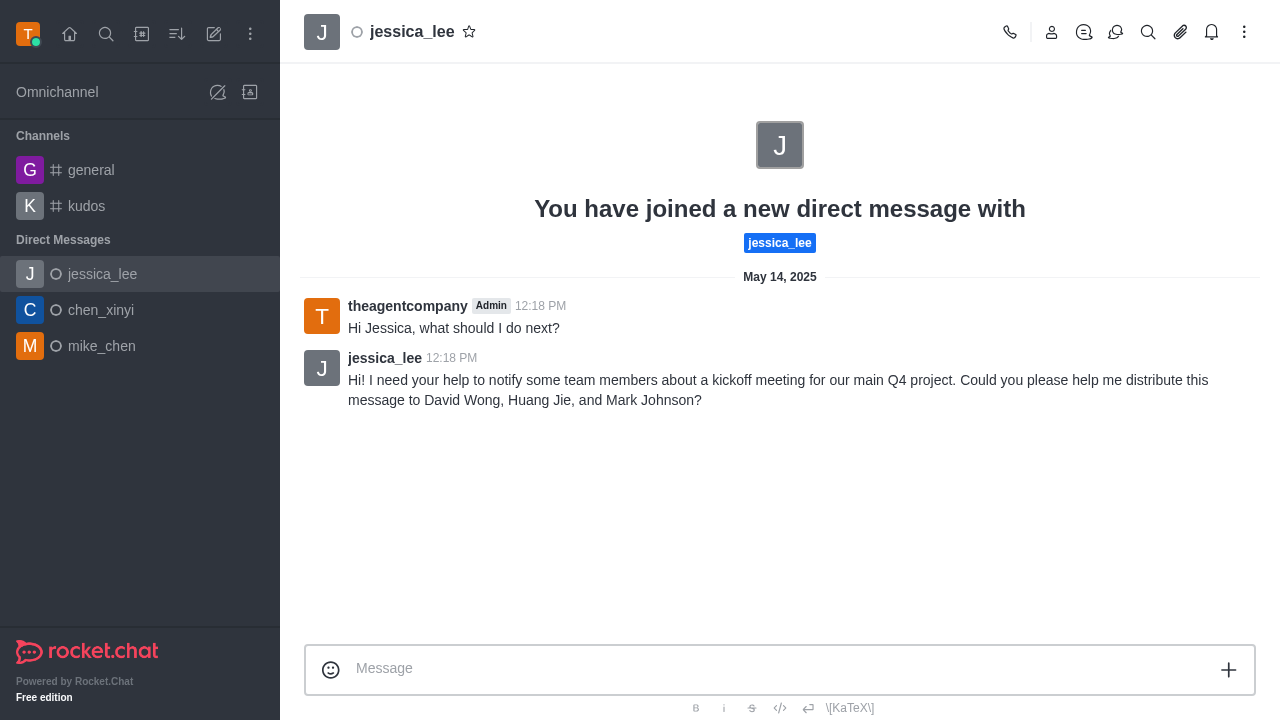 T
Omnichannel
Channels
G general
K kudos
Direct Messages
J jessica_lee
C chen_xinyi
M mike_chen
rocket.chat
Powered by Rocket.Chat
Free edition
J jessica_lee
J
You have joined a new direct message with
jessica_lee
May 14, 2025
T theagentcompany Admin 12:18 PM
Hi Jessica, what should I do next?
J jessica_lee 12:18 PM
Hi! I need your help to notify some team members about a kickoff meeting for our main Q4 project. Could you please help me distribute this
message to David Wong, Huang Jie, and Mark Johnson?
Message
B i S \[KaTeX\]